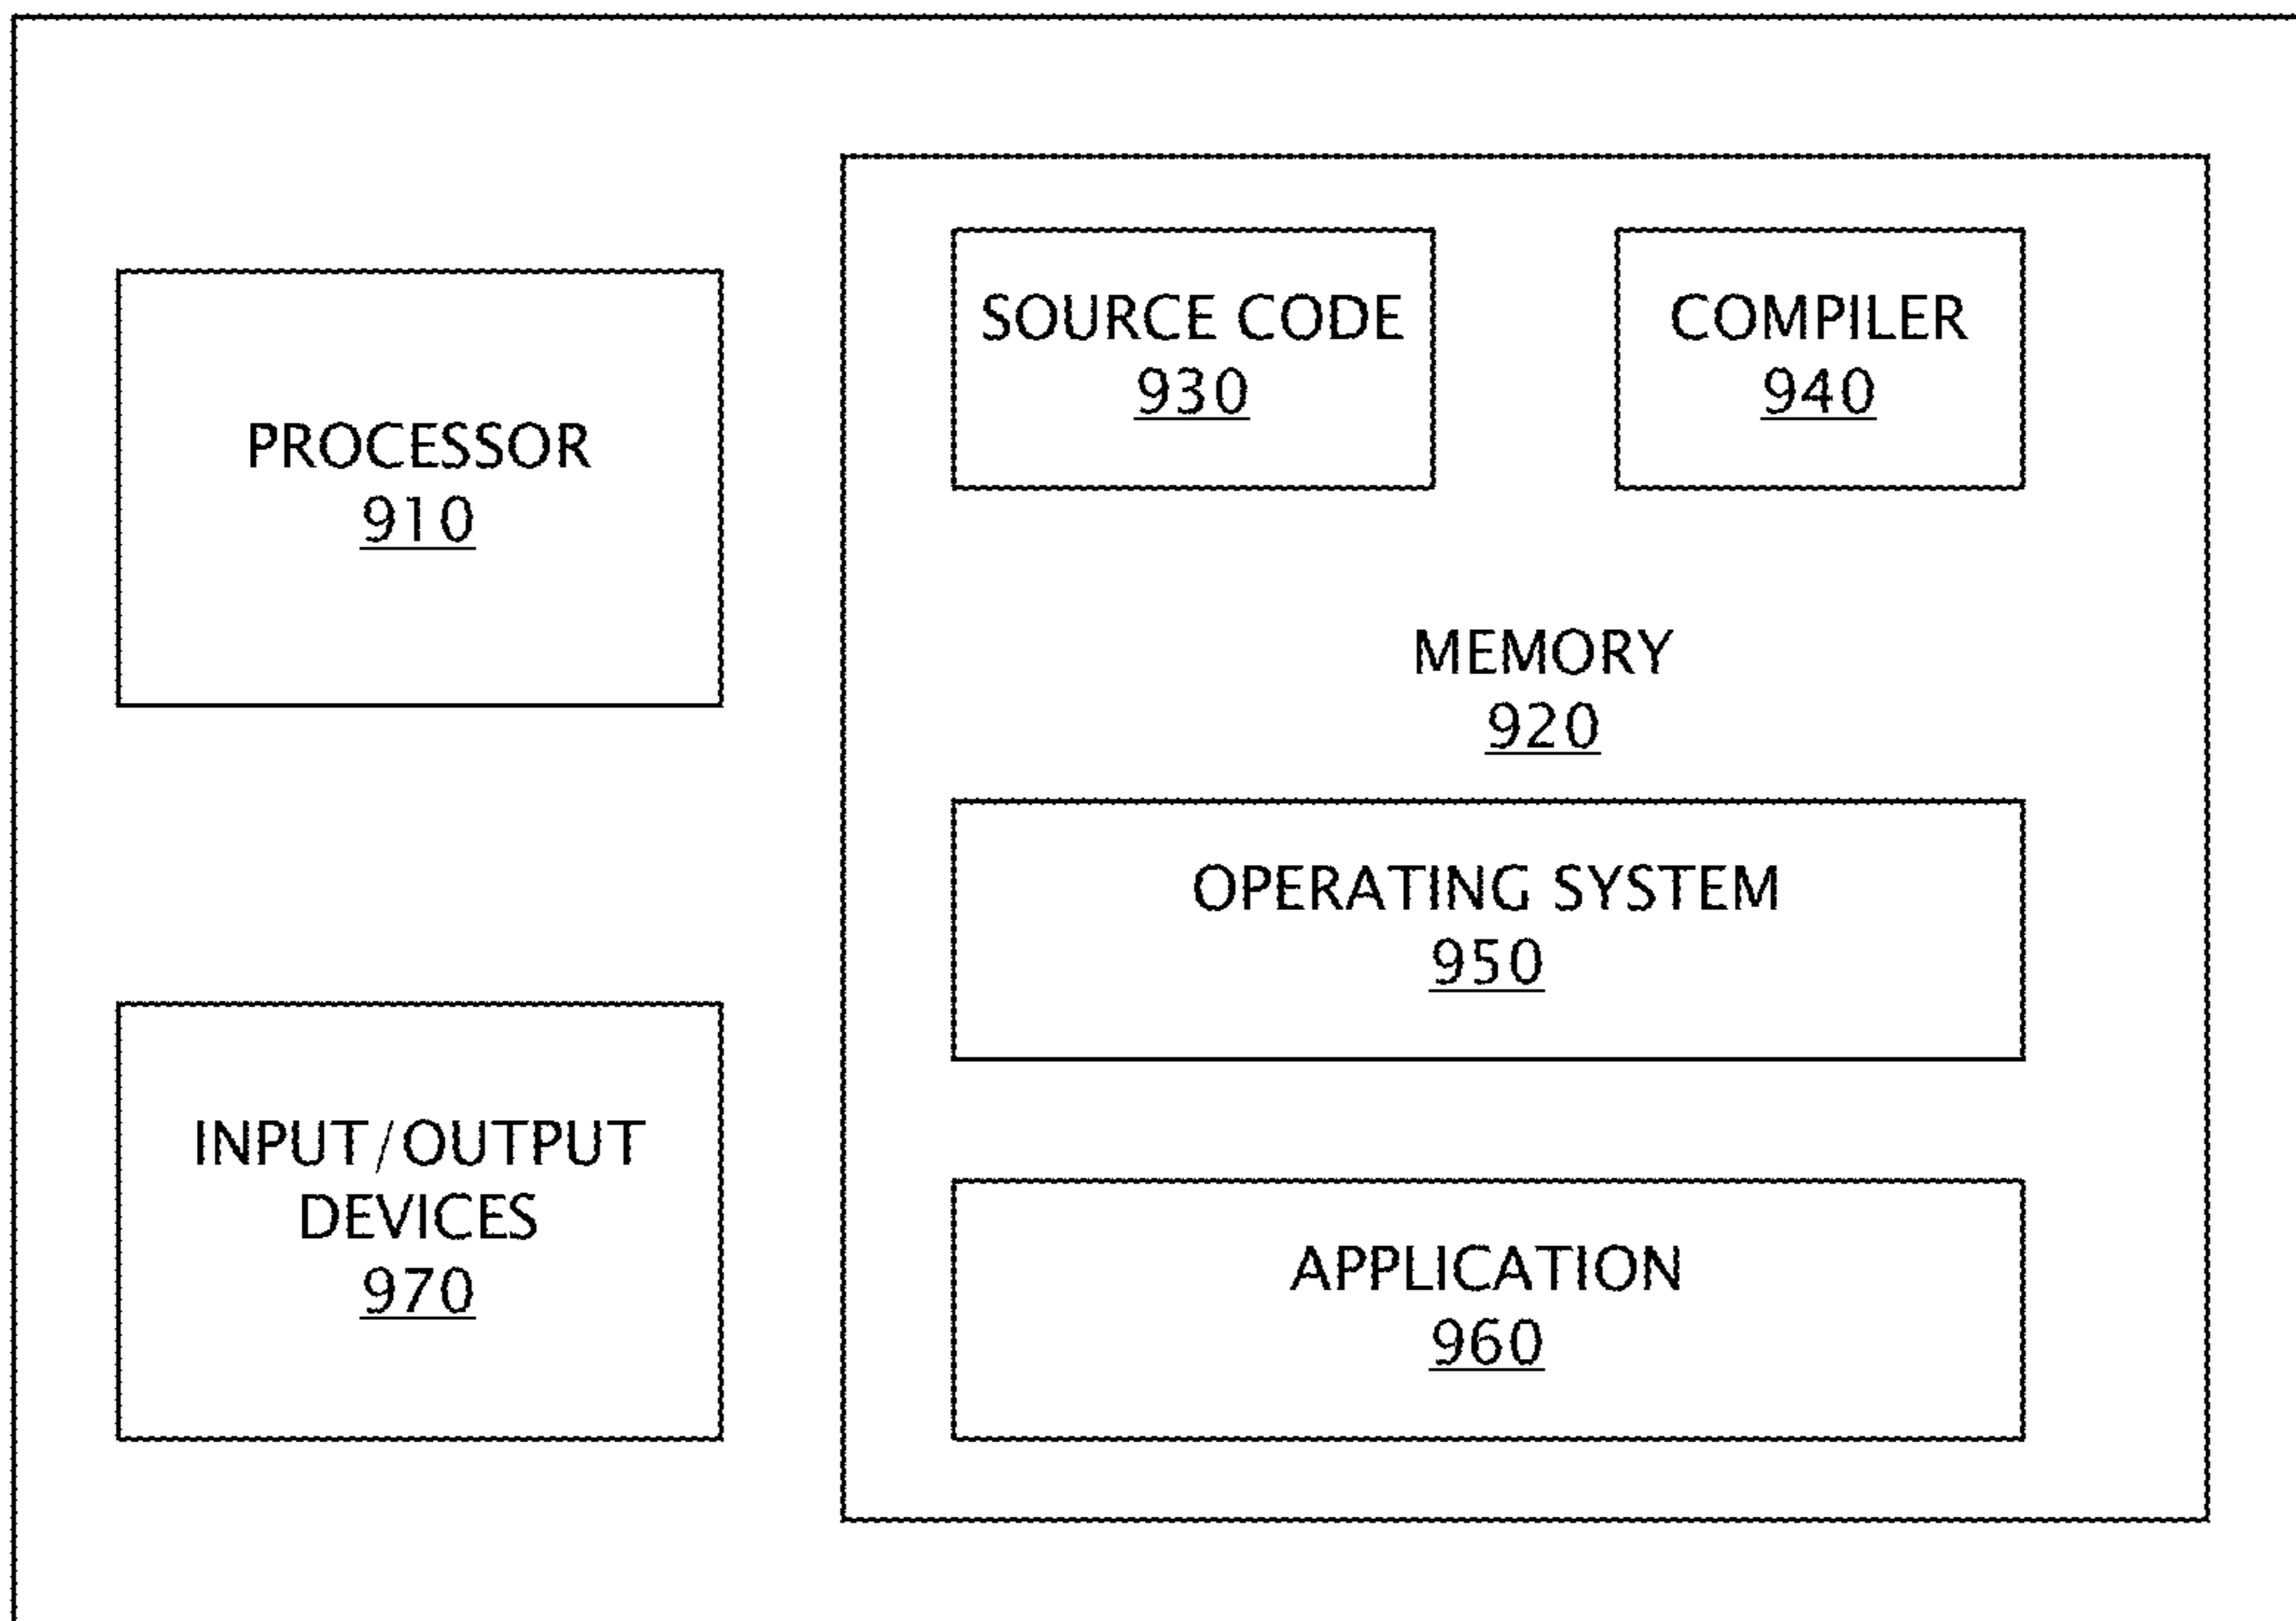 PROCESSOR
910
INPUT/OUTPUT
DEVICES
970
SOURCE CODE
930
COMPILER
940
MEMORY
920
OPERATING SYSTEM
950
APPLICATION
960